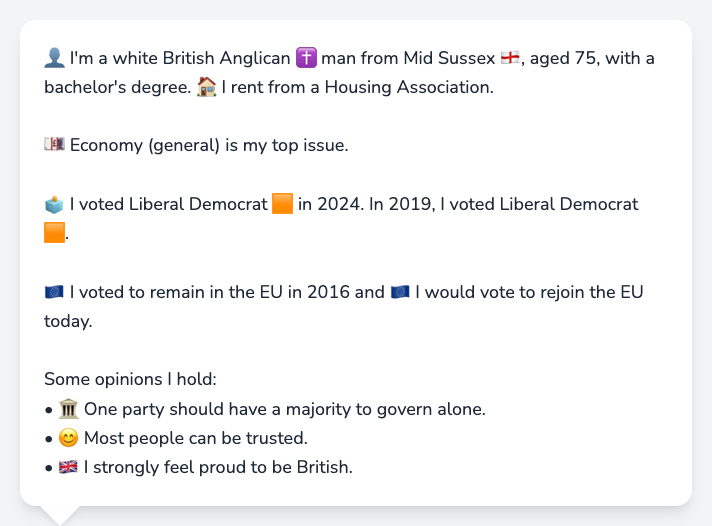 👤 I'm a white British Anglican ✝️ man from Mid Sussex 🏴󠁧󠁢󠁥󠁮󠁧󠁿, aged 75, with a
bachelor's degree. 🏠 I rent from a Housing Association.
💷 Economy (general) is my top issue.
🗳️ I voted Liberal Democrat 🟧 in 2024. In 2019, I voted Liberal Democrat
🟧.
🇪🇺 I voted to remain in the EU in 2016 and 🇪🇺 I would vote to rejoin the EU
today.
Some opinions I hold:
• 🏛️ One party should have a majority to govern alone.
• 😊 Most people can be trusted.
• 🇬🇧 I strongly feel proud to be British.